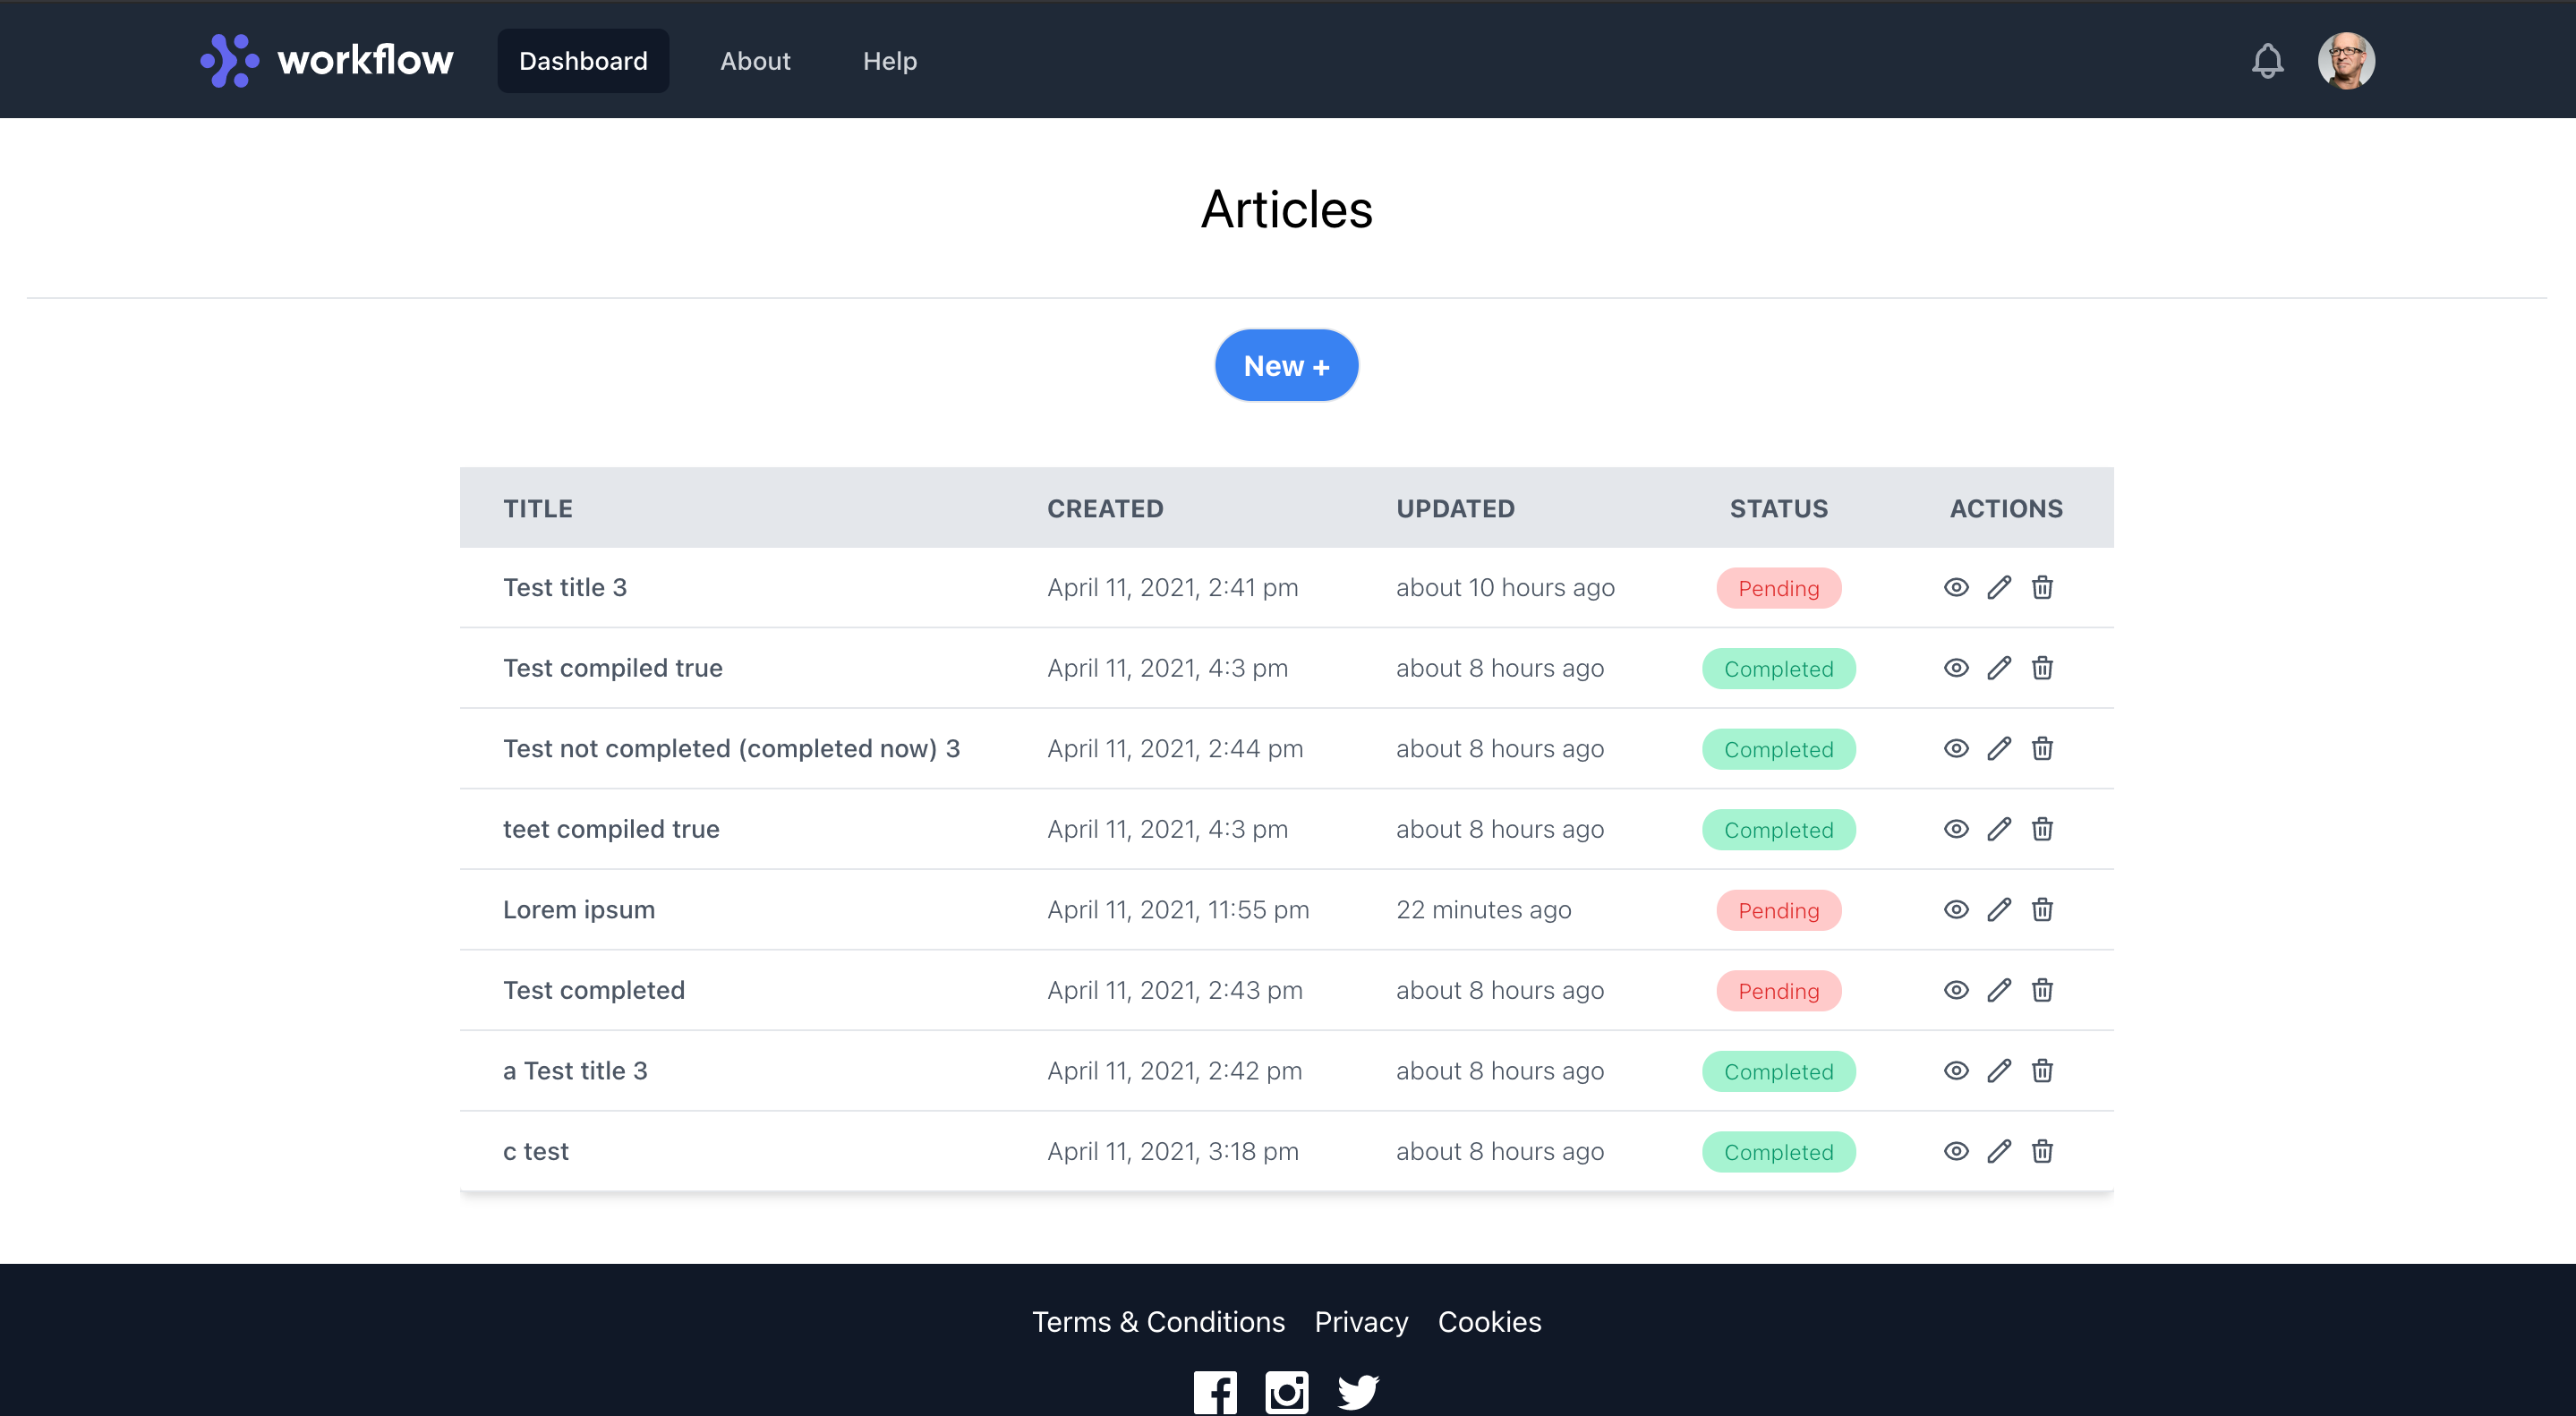 workflow Dashboard About Help
Articles
New +
TITLE CREATED UPDATED STATUS ACTIONS
Test title 3 April 11, 2021, 2:41 pm about 10 hours ago Pending
Test compiled true April 11, 2021, 4:3 pm about 8 hours ago Completed
Test not completed (completed now) 3 April 11, 2021, 2:44 pm about 8 hours ago Completed
teet compiled true April 11, 2021, 4:3 pm about 8 hours ago Completed
Lorem ipsum April 11, 2021, 11:55 pm 22 minutes ago Pending
Test completed April 11, 2021, 2:43 pm about 8 hours ago Pending
a Test title 3 April 11, 2021, 2:42 pm about 8 hours ago Completed
c test April 11, 2021, 3:18 pm about 8 hours ago Completed
Terms & Conditions Privacy Cookies